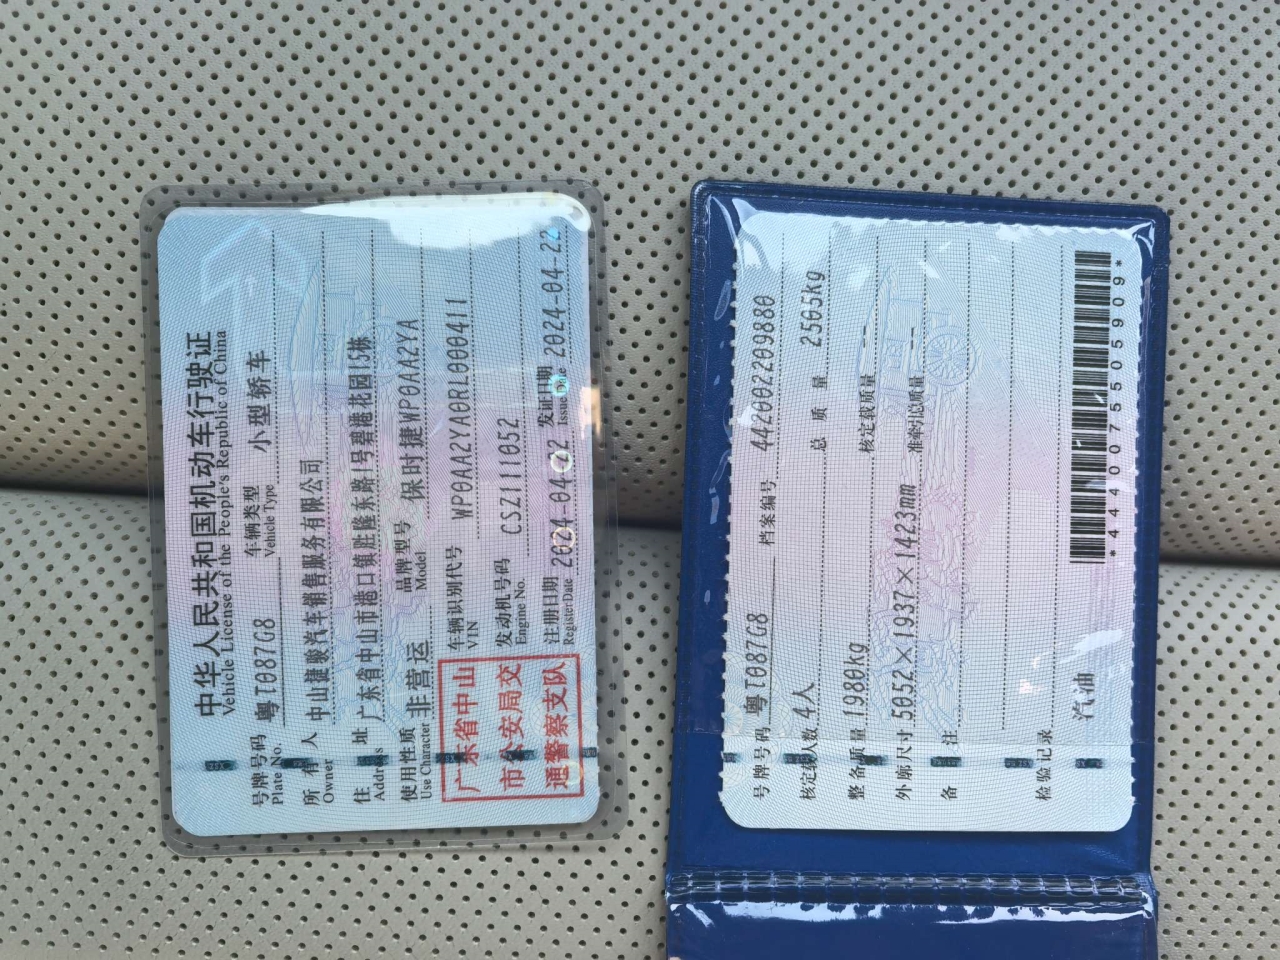 中华人民共和国机动车行驶证
Vehicle License of the People's Republic of China
号牌号码 粤T087G8 车辆类型 小型轿车
Plate No. Vehicle Type
所有人 中山捷骏汽车销售服务有限公司
Owner
住址 广东省中山市港口镇胜隆东路1号碧港花园15栋
Address
使用性质 非营运 品牌型号 保时捷WP0AA2YA
Use Character Model
广东省中山
市公安局交
通警察支队
车辆识别代号 WP0AA2YA0RL000411
VIN
发动机号码 CSZ111052
Engine No.
注册日期 2024-04-02 发证日期 2024-04-22
Register Date Issue Date
号牌号码 粤T087G8 档案编号 442002209880
核定载人数 4人 总质量 2505kg
整备质量 1980kg 核定载质量 --
外廓尺寸 5052×1937×1423mm 准牵引总质量 --
备注
检验记录
汽油
*4440075505909*